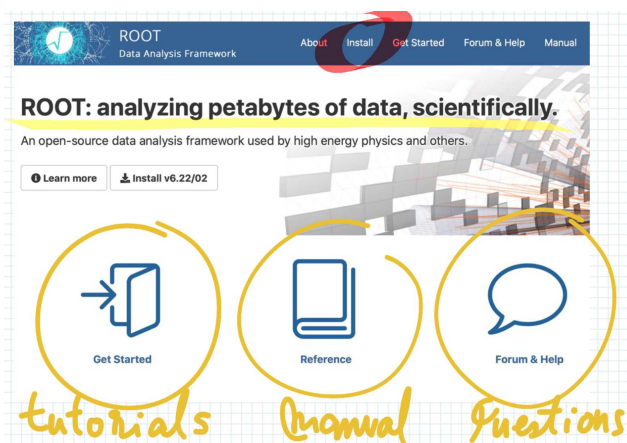 ROOT
Data Analysis Framework
About Install Get Started Forum & Help Manual
ROOT: analyzing petabytes of data, scientifically.
An open-source data analysis framework used by high energy physics and others.
Learn more Install v6.22/02
Get Started Reference Forum & Help
tutorials manual questions